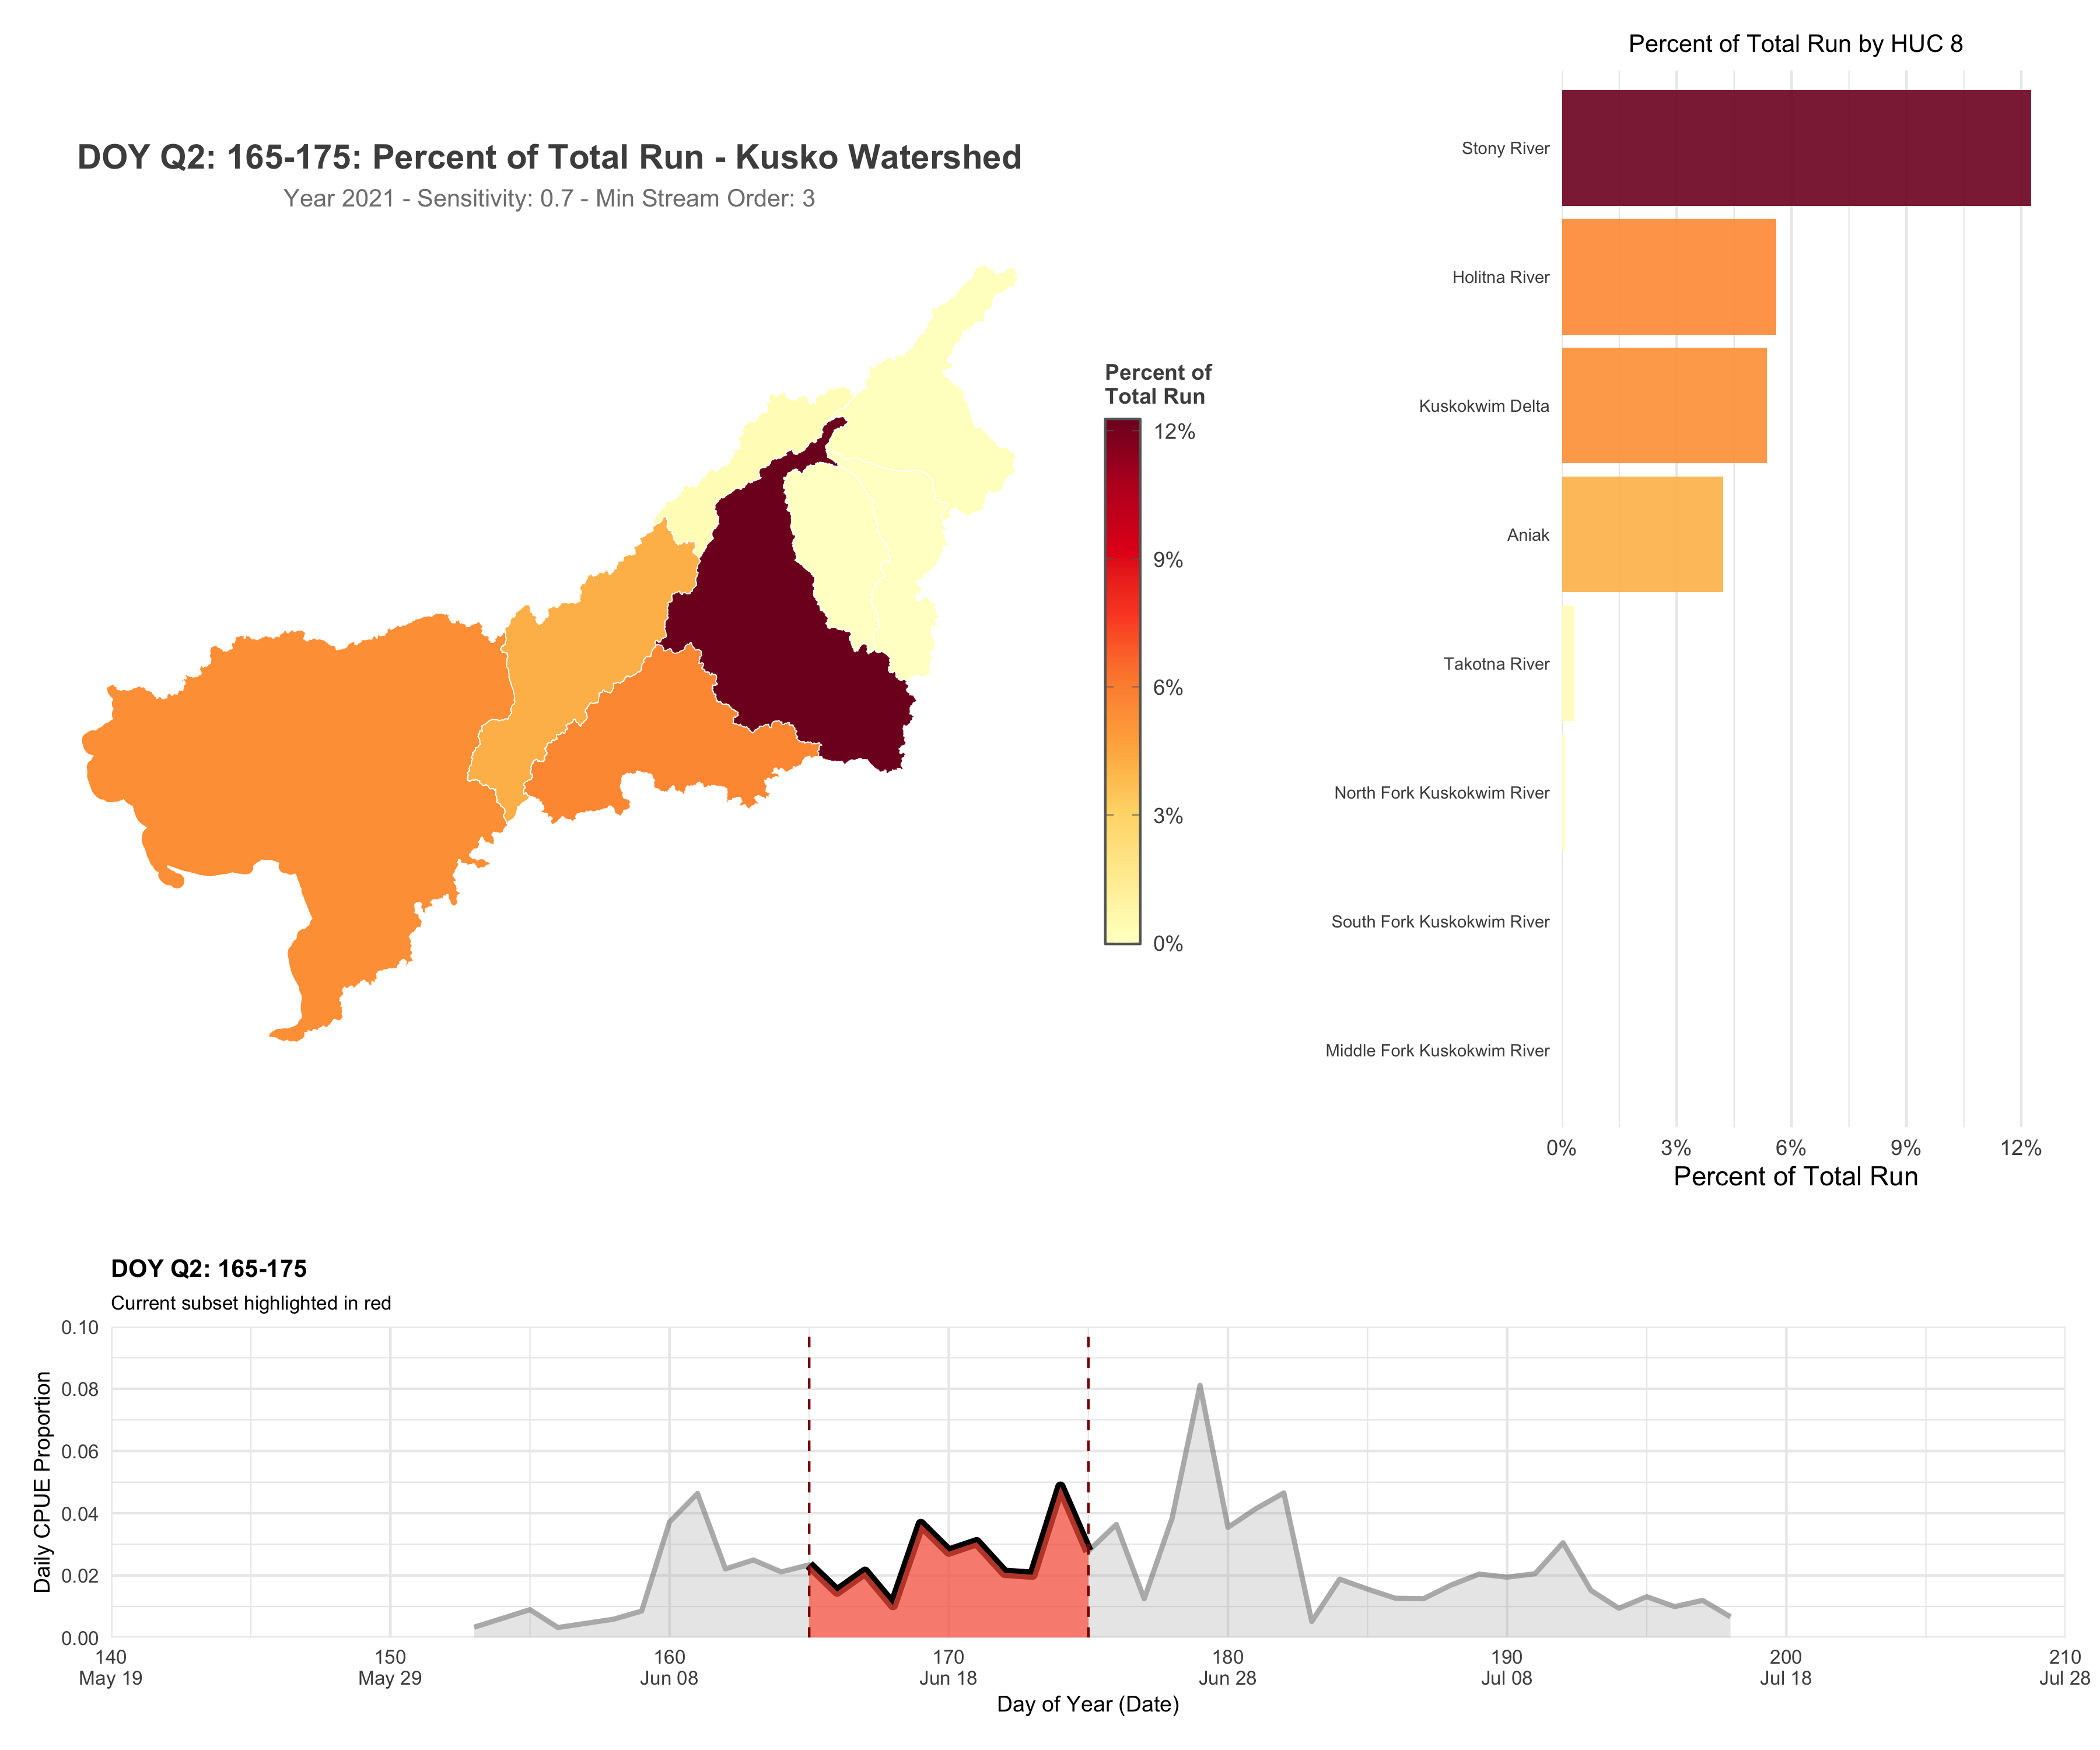 DOY Q2: 165-175: Percent of Total Run - Kusko Watershed
Year 2021 - Sensitivity: 0.7 - Min Stream Order: 3
Percent of
Total Run
12%
9%
6%
3%
0%
Percent of Total Run by HUC 8
Stony River
Holitna River
Kuskokwim Delta
Aniak
Takotna River
North Fork Kuskokwim River
South Fork Kuskokwim River
Middle Fork Kuskokwim River
0% 3% 6% 9% 12%
Percent of Total Run
DOY Q2: 165-175
Current subset highlighted in red
Daily CPUE Proportion
0.10
0.08
0.06
0.04
0.02
0.00
140 150 160 170 180 190 200 210
May 19 May 29 Jun 08 Jun 18 Jun 28 Jul 08 Jul 18 Jul 28
Day of Year (Date)